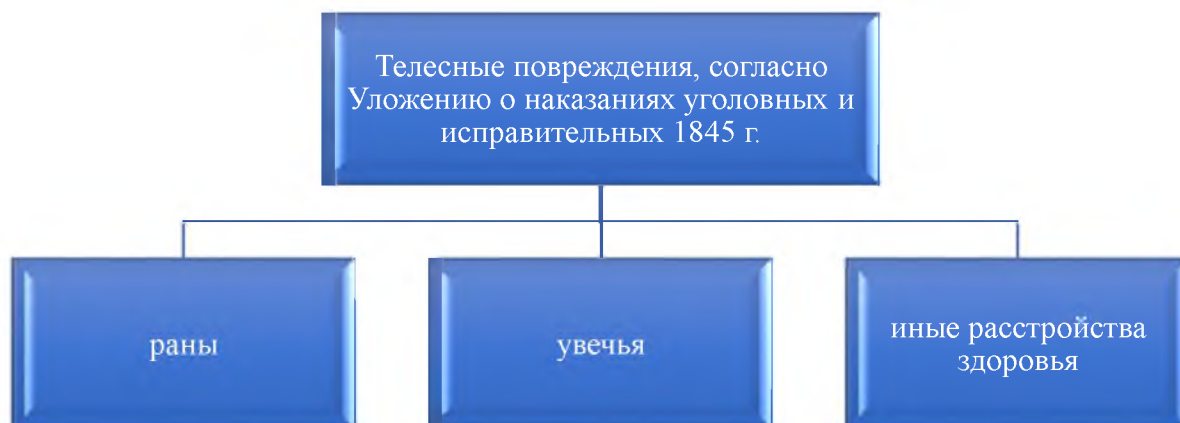 Телесные повреждения, согласно
Уложению о наказаниях уголовных и
исправительных 1845 г.
раны
увечья
иные расстройства
здоровья